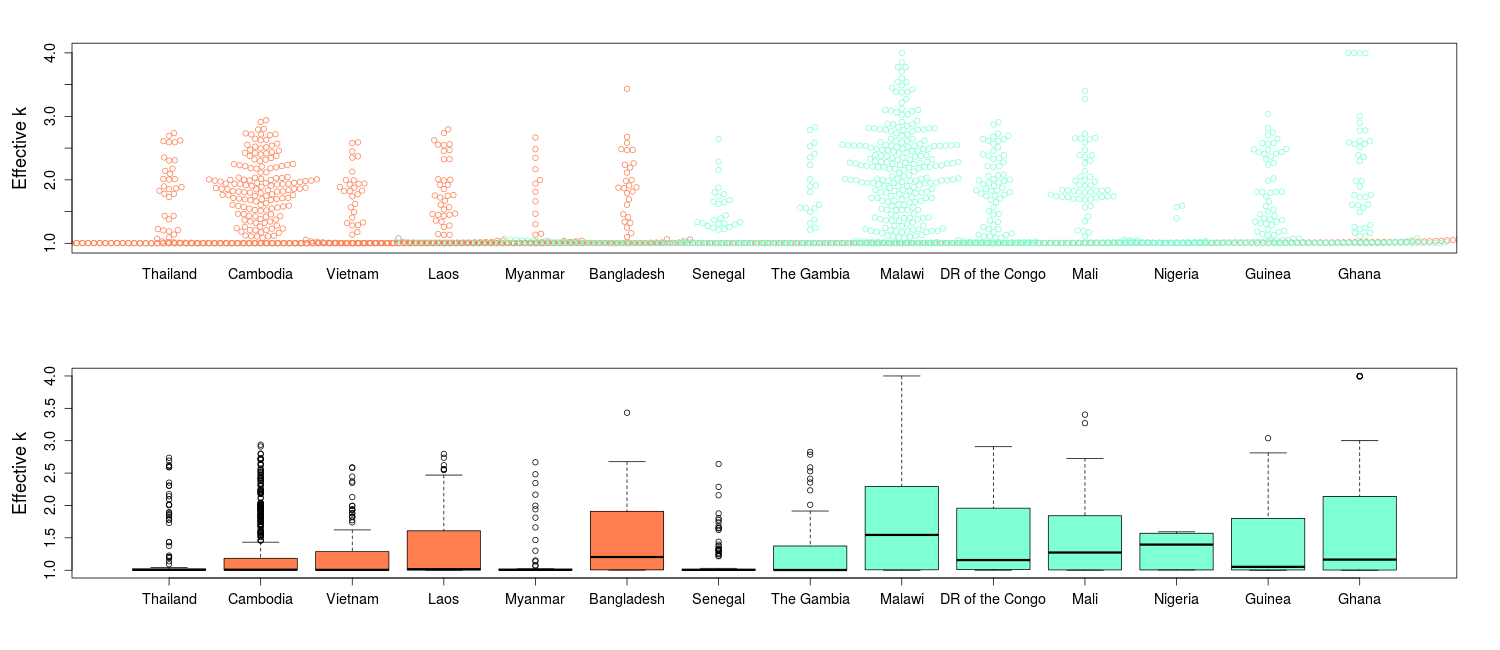 Effective k
4.0
3.0
2.0
1.0
Thailand Cambodia Vietnam Laos Myanmar Bangladesh Senegal The Gambia Malawi DR of the Congo Mali Nigeria Guinea Ghana
Effective k
4.0
3.5
3.0
2.5
2.0
1.5
1.0
Thailand Cambodia Vietnam Laos Myanmar Bangladesh Senegal The Gambia Malawi DR of the Congo Mali Nigeria Guinea Ghana